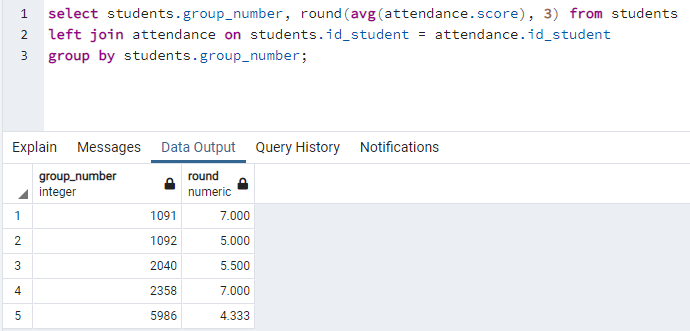 1 select students.group_number, round(avg(attendance.score), 3) from students
2 left join attendance on students.id_student = attendance.id_student
3 group by students.group_number;
Explain Messages Data Output Query History Notifications
group_number round
integer numeric
1 1091 7.000
2 1092 5.000
3 2040 5.500
4 2358 7.000
5 5986 4.333